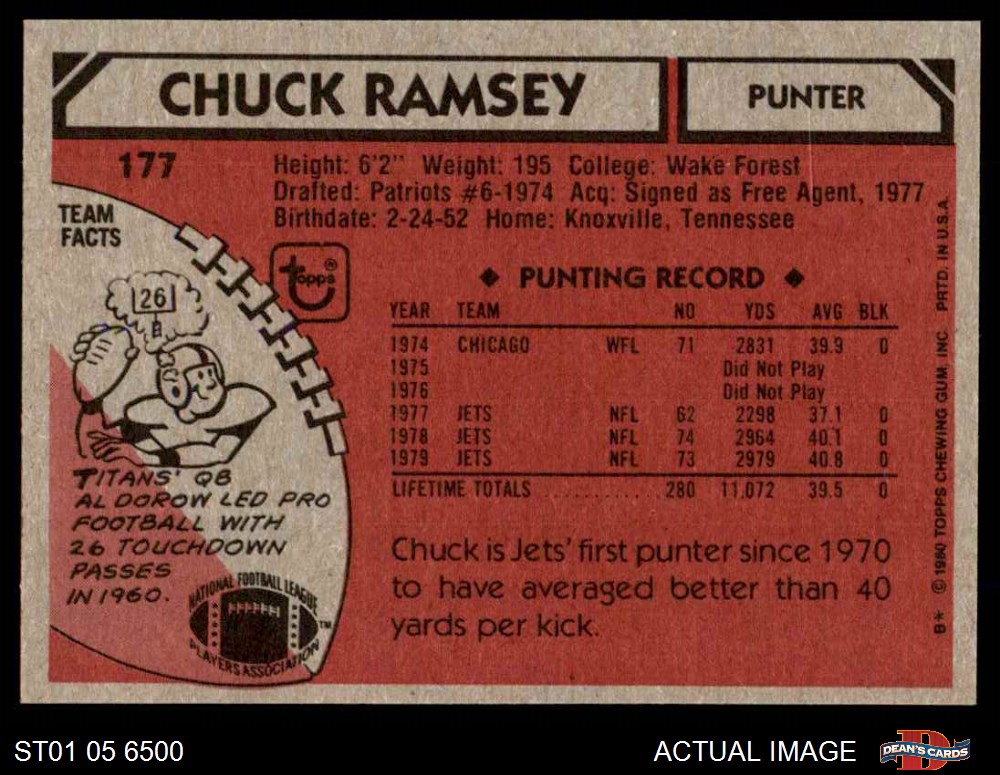 CHUCK RAMSEY
PUNTER
177
Height: 6'2" Weight: 195 College: Wake Forest
Drafted: Patriots #6-1974 Acq: Signed as Free Agent, 1977
Birthdate: 2-24-52 Home: Knoxville, Tennessee
TEAM
FACTS
26
topps®
◆ PUNTING RECORD ◆
YEAR TEAM NO YDS AVG BLK
1974 CHICAGO WFL 71 2831 39.9 0
1975 Did Not Play
1976 Did Not Play
1977 JETS NFL 62 2298 37.1 0
1978 JETS NFL 74 2964 40.1 0
1979 JETS NFL 73 2979 40.8 0
LIFETIME TOTALS ............ 280 11,072 39.5 0
Chuck is Jets' first punter since 1970
to have averaged better than 40
yards per kick.
TITANS' QB
AL DOROW LED PRO
FOOTBALL WITH
26 TOUCHDOWN
PASSES
IN 1960.
NATIONAL FOOTBALL LEAGUE
PLAYERS ASSOCIATION
TM
B* © 1980 TOPPS CHEWING GUM, INC. PRTD. IN U.S.A.
ST01 05 6500
ACTUAL IMAGE
D
DEAN'S CARDS